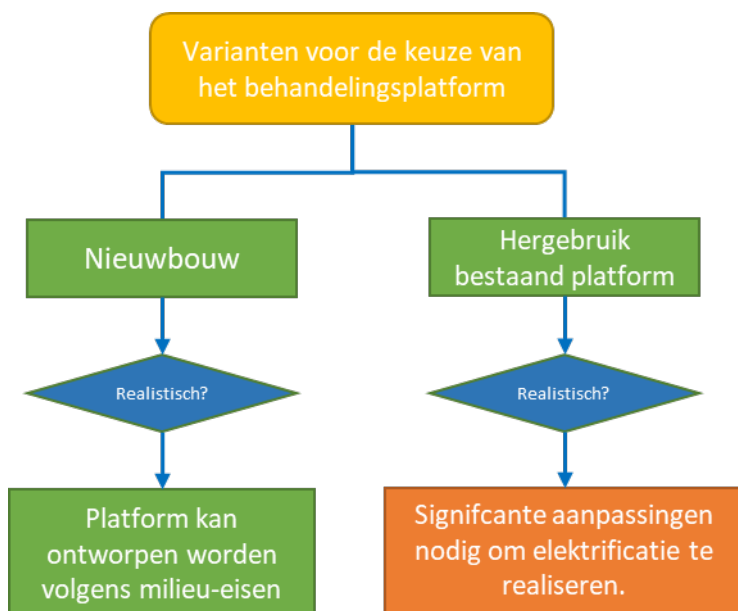 Varianten voor de keuze van
het behandelingsplatform
Nieuwbouw
Hergebruik
bestaand platform
Realistisch?
Realistisch?
Platform kan
ontworpen worden
volgens milieu-eisen
Signifcante aanpassingen
nodig om elektrificatie te
realiseren.